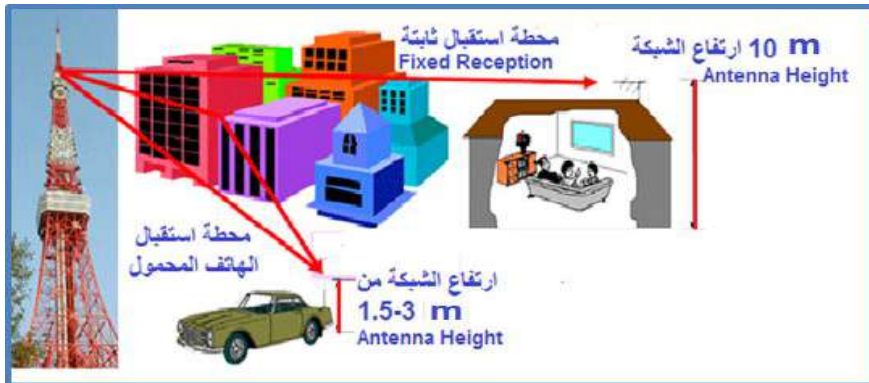 محطة استقبال ثابتة
Fixed Reception
10 m ارتفاع الشبكة
Antenna Height
محطة استقبال
الهاتف المحمول
ارتفاع الشبكة من
1.5-3 m
Antenna Height